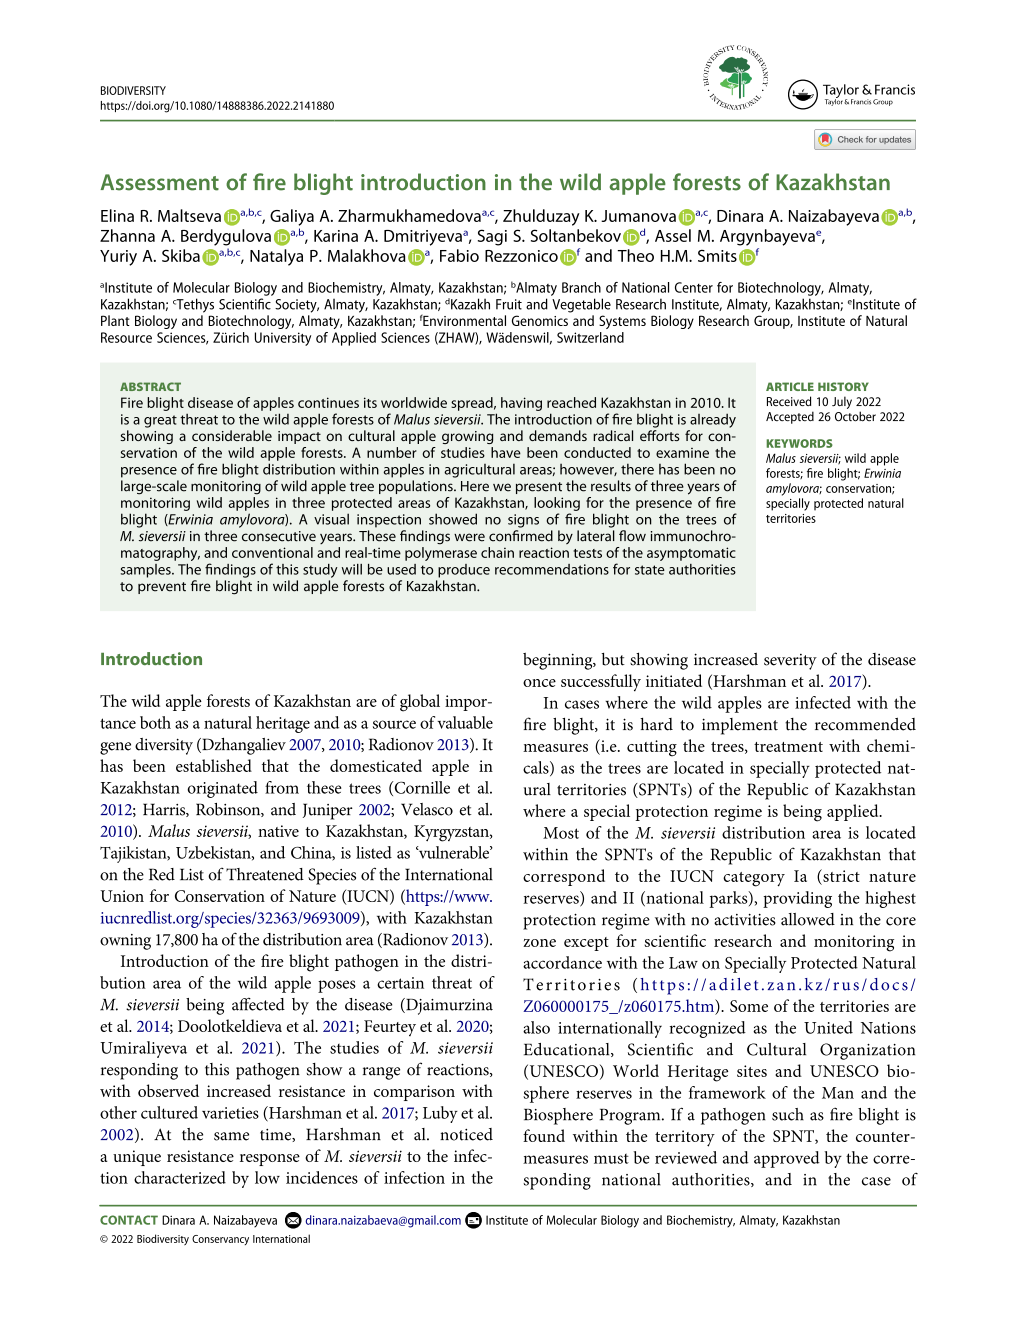 BIODIVERSITY
https://doi.org/10.1080/14888386.2022.2141880
BIODIVERSITY CONSERVANCY · INTERNATIONAL ·
Taylor & Francis
Taylor & Francis Group
Check for updates
Assessment of fire blight introduction in the wild apple forests of Kazakhstan
Elina R. Maltseva iD a,b,c, Galiya A. Zharmukhamedova a,c, Zhulduzay K. Jumanova iD a,c, Dinara A. Naizabayeva iD a,b,
Zhanna A. Berdygulova iD a,b, Karina A. Dmitriyeva a, Sagi S. Soltanbekov iD d, Assel M. Argynbayeva e,
Yuriy A. Skiba iD a,b,c, Natalya P. Malakhova iD a, Fabio Rezzonico iD f and Theo H.M. Smits iD f
aInstitute of Molecular Biology and Biochemistry, Almaty, Kazakhstan; bAlmaty Branch of National Center for Biotechnology, Almaty,
Kazakhstan; cTethys Scientific Society, Almaty, Kazakhstan; dKazakh Fruit and Vegetable Research Institute, Almaty, Kazakhstan; eInstitute of
Plant Biology and Biotechnology, Almaty, Kazakhstan; fEnvironmental Genomics and Systems Biology Research Group, Institute of Natural
Resource Sciences, Zürich University of Applied Sciences (ZHAW), Wädenswil, Switzerland
ABSTRACT
Fire blight disease of apples continues its worldwide spread, having reached Kazakhstan in 2010. It
is a great threat to the wild apple forests of Malus sieversii. The introduction of fire blight is already
showing a considerable impact on cultural apple growing and demands radical efforts for con-
servation of the wild apple forests. A number of studies have been conducted to examine the
presence of fire blight distribution within apples in agricultural areas; however, there has been no
large-scale monitoring of wild apple tree populations. Here we present the results of three years of
monitoring wild apples in three protected areas of Kazakhstan, looking for the presence of fire
blight (Erwinia amylovora). A visual inspection showed no signs of fire blight on the trees of
M. sieversii in three consecutive years. These findings were confirmed by lateral flow immunochro-
matography, and conventional and real-time polymerase chain reaction tests of the asymptomatic
samples. The findings of this study will be used to produce recommendations for state authorities
to prevent fire blight in wild apple forests of Kazakhstan.
ARTICLE HISTORY
Received 10 July 2022
Accepted 26 October 2022
KEYWORDS
Malus sieversii; wild apple
forests; fire blight; Erwinia
amylovora; conservation;
specially protected natural
territories
Introduction
The wild apple forests of Kazakhstan are of global impor-
tance both as a natural heritage and as a source of valuable
gene diversity (Dzhangaliev 2007, 2010; Radionov 2013). It
has been established that the domesticated apple in
Kazakhstan originated from these trees (Cornille et al.
2012; Harris, Robinson, and Juniper 2002; Velasco et al.
2010). Malus sieversii, native to Kazakhstan, Kyrgyzstan,
Tajikistan, Uzbekistan, and China, is listed as ‘vulnerable’
on the Red List of Threatened Species of the International
Union for Conservation of Nature (IUCN) (https://www.
iucnredlist.org/species/32363/9693009), with Kazakhstan
owning 17,800 ha of the distribution area (Radionov 2013).
Introduction of the fire blight pathogen in the distri-
bution area of the wild apple poses a certain threat of
M. sieversii being affected by the disease (Djaimurzina
et al. 2014; Doolotkeldieva et al. 2021; Feurtey et al. 2020;
Umiraliyeva et al. 2021). The studies of M. sieversii
responding to this pathogen show a range of reactions,
with observed increased resistance in comparison with
other cultured varieties (Harshman et al. 2017; Luby et al.
2002). At the same time, Harshman et al. noticed
a unique resistance response of M. sieversii to the infec-
tion characterized by low incidences of infection in the
beginning, but showing increased severity of the disease
once successfully initiated (Harshman et al. 2017).
In cases where the wild apples are infected with the
fire blight, it is hard to implement the recommended
measures (i.e. cutting the trees, treatment with chemi-
cals) as the trees are located in specially protected nat-
ural territories (SPNTs) of the Republic of Kazakhstan
where a special protection regime is being applied.
Most of the M. sieversii distribution area is located
within the SPNTs of the Republic of Kazakhstan that
correspond to the IUCN category Ia (strict nature
reserves) and II (national parks), providing the highest
protection regime with no activities allowed in the core
zone except for scientific research and monitoring in
accordance with the Law on Specially Protected Natural
Territories (https://adilet.zan.kz/rus/docs/
Z060000175_/z060175.htm). Some of the territories are
also internationally recognized as the United Nations
Educational, Scientific and Cultural Organization
(UNESCO) World Heritage sites and UNESCO bio-
sphere reserves in the framework of the Man and the
Biosphere Program. If a pathogen such as fire blight is
found within the territory of the SPNT, the counter-
measures must be reviewed and approved by the corre-
sponding national authorities, and in the case of
CONTACT Dinara A. Naizabayeva dinara.naizabaeva@gmail.com Institute of Molecular Biology and Biochemistry, Almaty, Kazakhstan
© 2022 Biodiversity Conservancy International